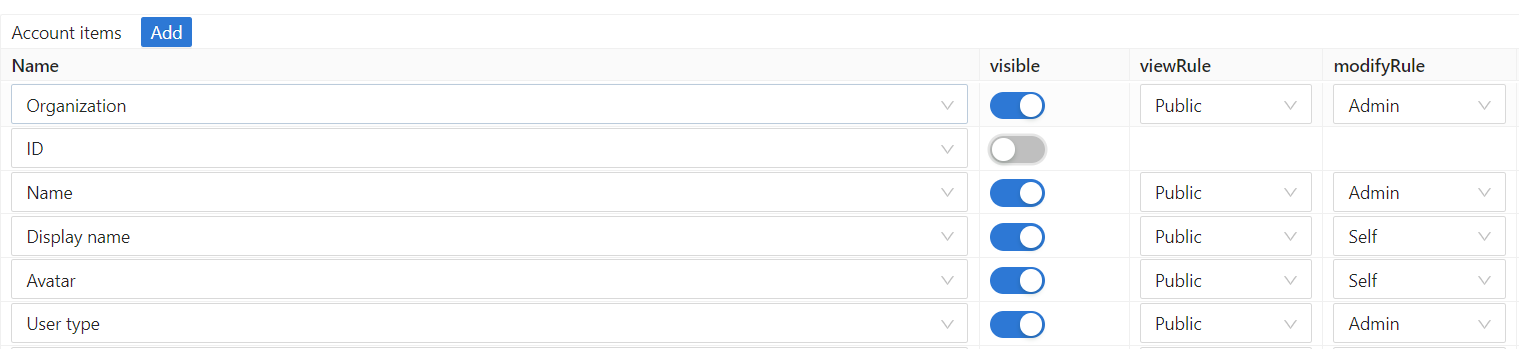 Account items Add
Name visible viewRule modifyRule
Organization Public Admin
ID
Name Public Admin
Display name Public Self
Avatar Public Self
User type Public Admin